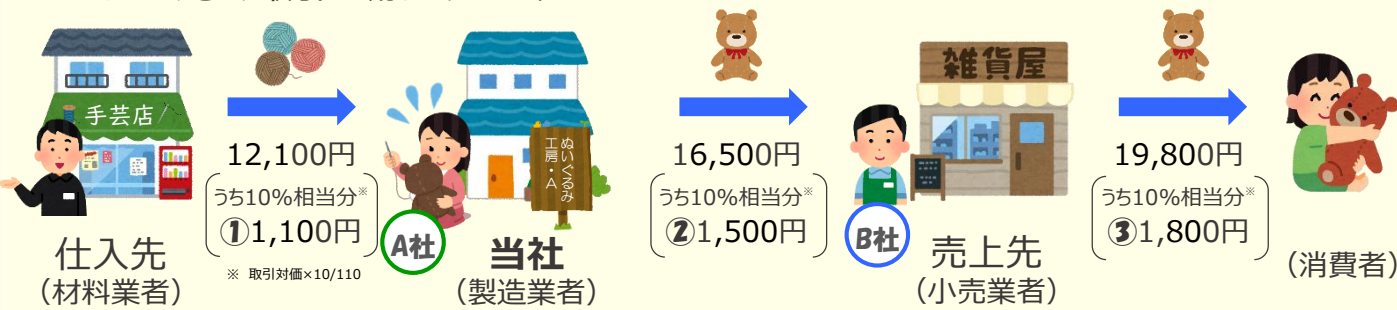 手芸店
12,100円
うち10%相当分※
①1,100円
※ 取引対価×10/110
仕入先
(材料業者)
ぬいぐるみ
工房・A
A社
当社
(製造業者)
16,500円
うち10%相当分※
②1,500円
雑貨屋
B社
売上先
(小売業者)
19,800円
うち10%相当分※
③1,800円
(消費者)